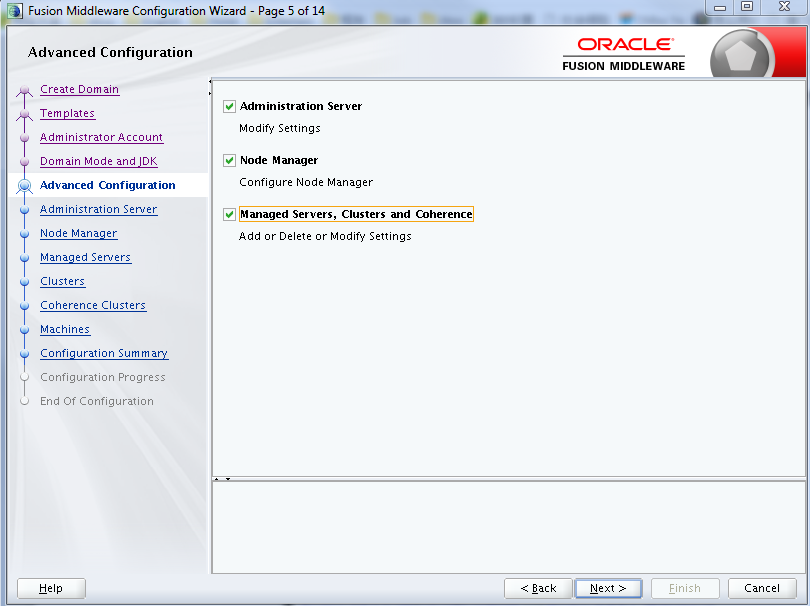 Fusion Middleware Configuration Wizard - Page 5 of 14
Advanced Configuration
ORACLE
FUSION MIDDLEWARE
Create Domain
Templates
Administrator Account
Domain Mode and JDK
Advanced Configuration
Administration Server
Node Manager
Managed Servers
Clusters
Coherence Clusters
Machines
Configuration Summary
Configuration Progress
End Of Configuration
Administration Server
Modify Settings
Node Manager
Configure Node Manager
Managed Servers, Clusters and Coherence
Add or Delete or Modify Settings
Help
< Back
Next >
Finish
Cancel